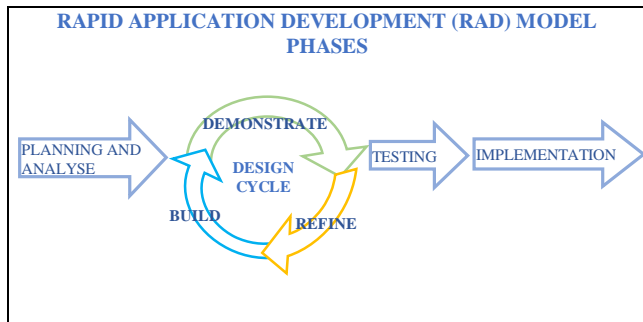 RAPID APPLICATION DEVELOPMENT (RAD) MODEL
PHASES
PLANNING AND
ANALYSE
DEMONSTRATE
DESIGN
CYCLE
BUILD
REFINE
TESTING
IMPLEMENTATION